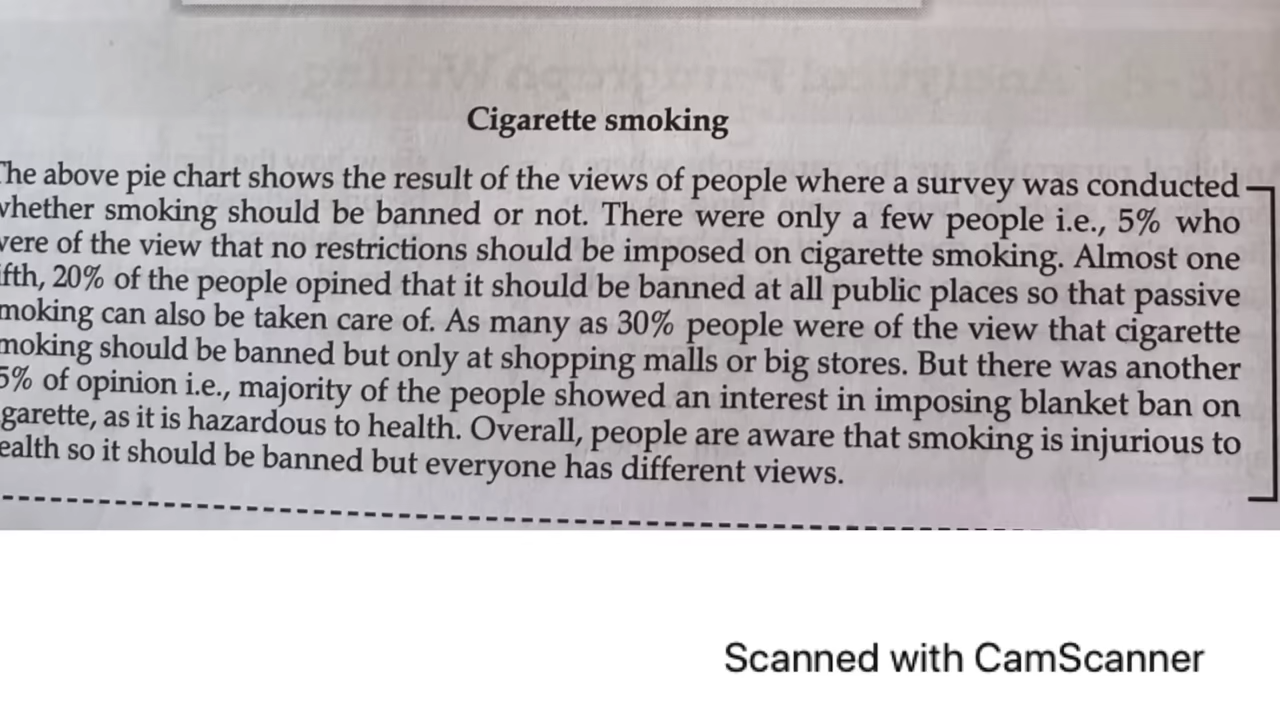 Cigarette smoking
The above pie chart shows the result of the views of people where a survey was conducted
whether smoking should be banned or not. There were only a few people i.e., 5% who
were of the view that no restrictions should be imposed on cigarette smoking. Almost one
ifth, 20% of the people opined that it should be banned at all public places so that passive
moking can also be taken care of. As many as 30% people were of the view that cigarette
moking should be banned but only at shopping malls or big stores. But there was another
5% of opinion i.e., majority of the people showed an interest in imposing blanket ban on
garette, as it is hazardous to health. Overall, people are aware that smoking is injurious to
ealth so it should be banned but everyone has different views.
Scanned with CamScanner